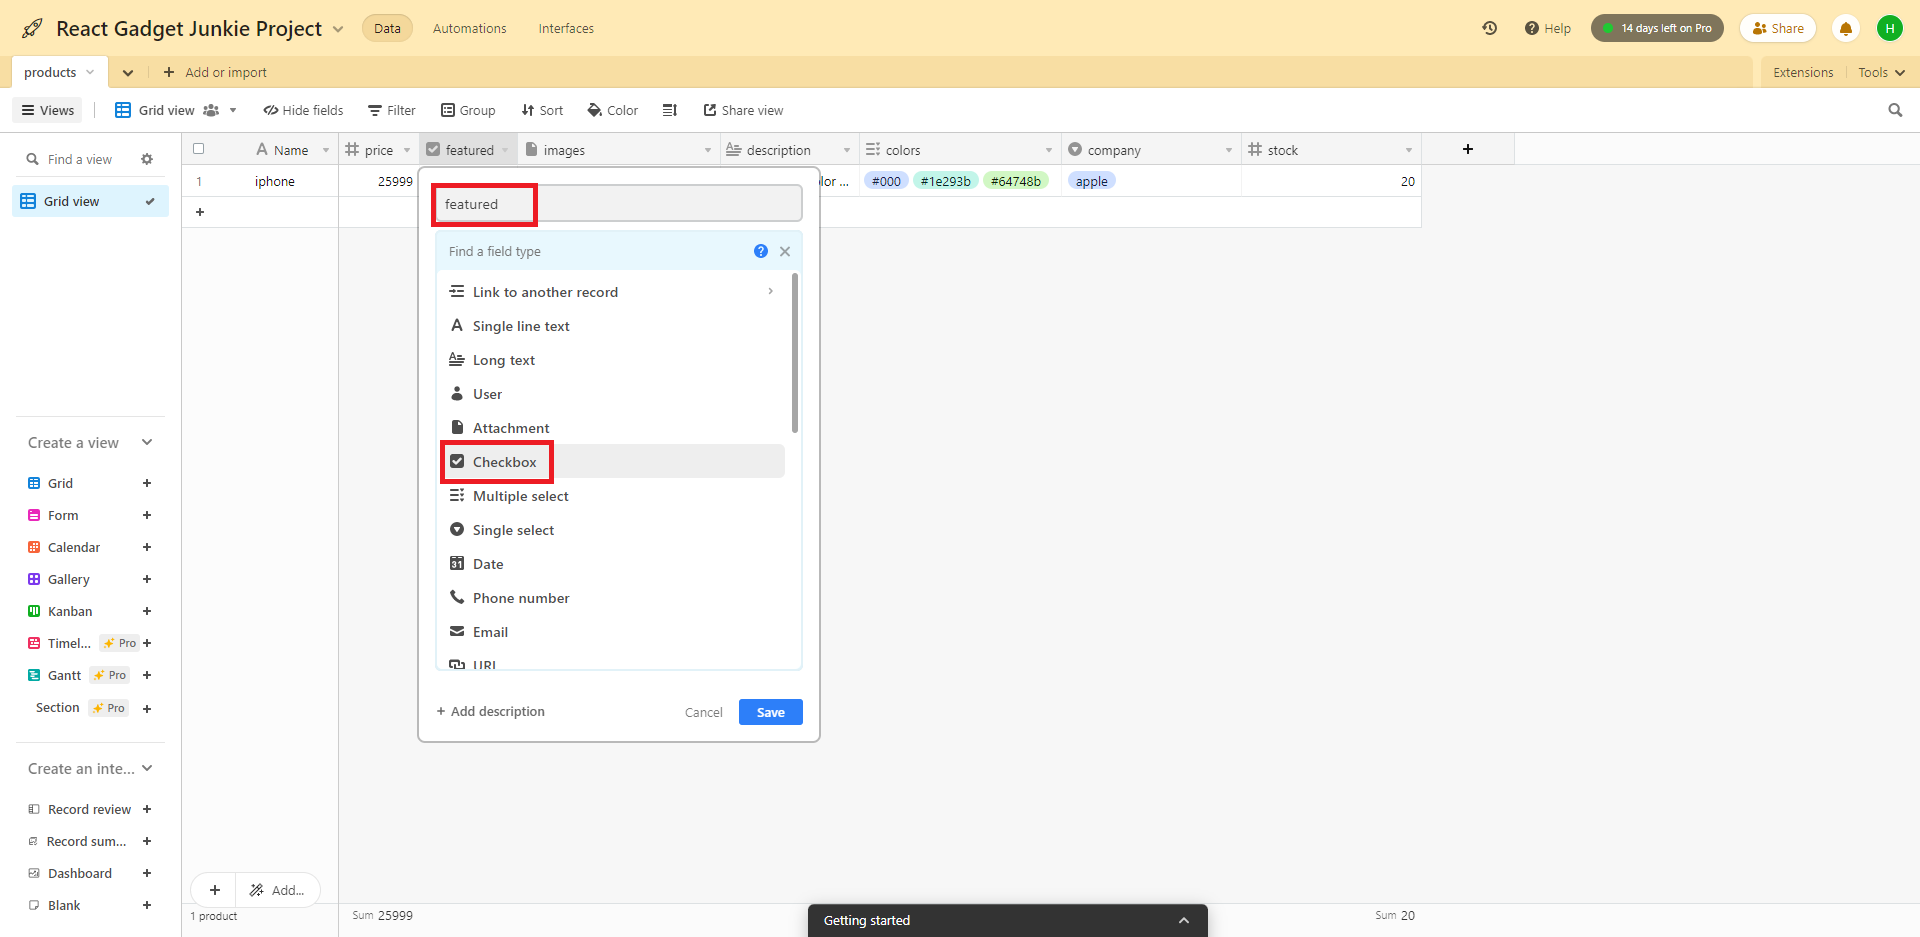 React Gadget Junkie Project
Data
Automations
Interfaces
Help
14 days left on Pro
Share
H
products
Add or import
Extensions
Tools
Views
Grid view
Hide fields
Filter
Group
Sort
Color
Share view
Find a view
Grid view
Name
price
featured
images
description
colors
company
stock
1
iphone
25999
lor ...
#000
#1e293b
#64748b
apple
20
featured
Find a field type
Link to another record
Single line text
Long text
User
Attachment
Checkbox
Multiple select
Single select
31
Date
Phone number
Email
URL
+ Add description
Cancel
Save
Create a view
Grid
Form
Calendar
Gallery
Kanban
Timel...
Pro
Gantt
Pro
Section
Pro
Create an inte...
Record review
Record sum...
Dashboard
Blank
Add...
1 product
Sum 25999
Getting started
Sum 20